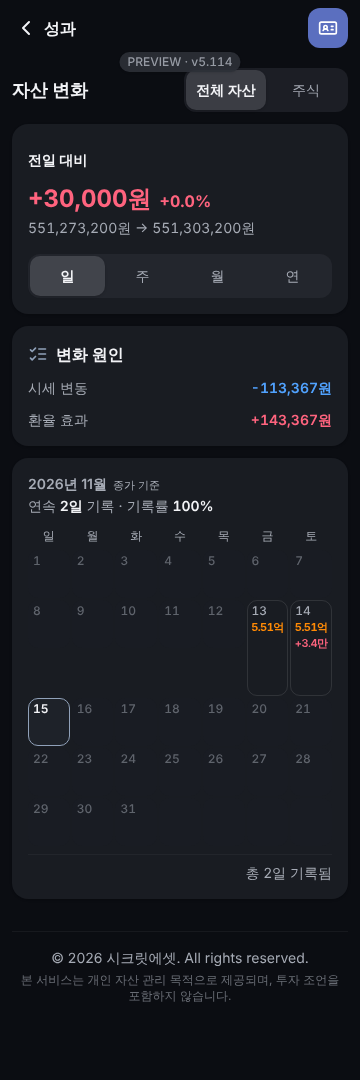 성과
PREVIEW · v5.114
자산 변화
전체 자산 주식
전일 대비
+30,000원 +0.0%
551,273,200원 → 551,303,200원
일 주 월 연
변화 원인
시세 변동 -113,367원
환율 효과 +143,367원
2026년 11월 종가 기준
연속 2일 기록 · 기록률 100%
일 월 화 수 목 금 토
1 2 3 4 5 6 7
8 9 10 11 12 13 14
5.51억 5.51억
+3.4만
15 16 17 18 19 20 21
22 23 24 25 26 27 28
29 30 31
총 2일 기록됨
© 2026 시크릿에셋. All rights reserved.
본 서비스는 개인 자산 관리 목적으로 제공되며, 투자 조언을
포함하지 않습니다.